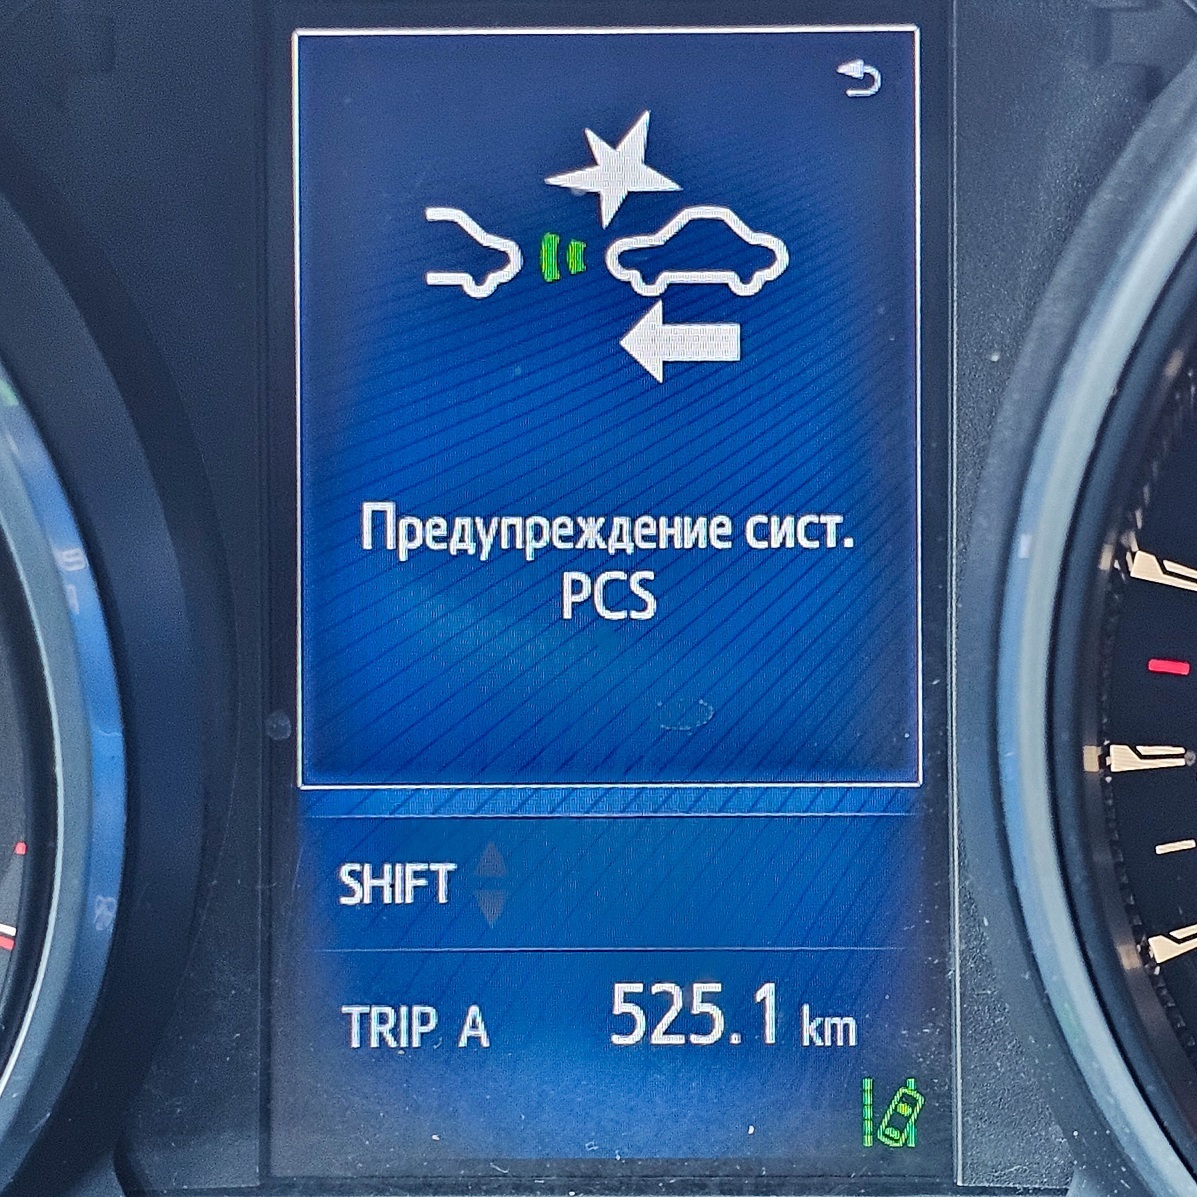 Предупреждение сист.
PCS
SHIFT
TRIP A 525.1 km